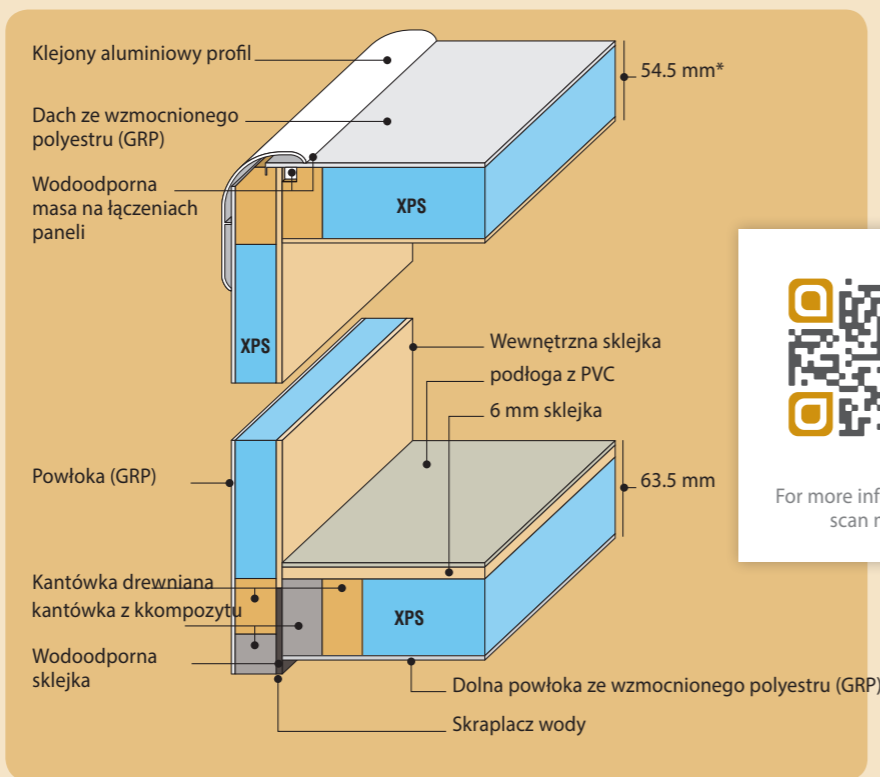 Klejony aluminiowy profil
54.5 mm*
Dach ze wzmocnionego
polyestru (GRP)
Wodoodporna
masa na łączeniach
paneli
XPS
XPS
Wewnętrzna sklejka
podłoga z PVC
6 mm sklejka
Powłoka (GRP)
63.5 mm
For more inf
scan
Kantówka drewniana
kantówka z kkompozytu
XPS
Wodoodporna
sklejka
Dolna powłoka ze wzmocnionego polyestru (GRP)
Skraplacz wody